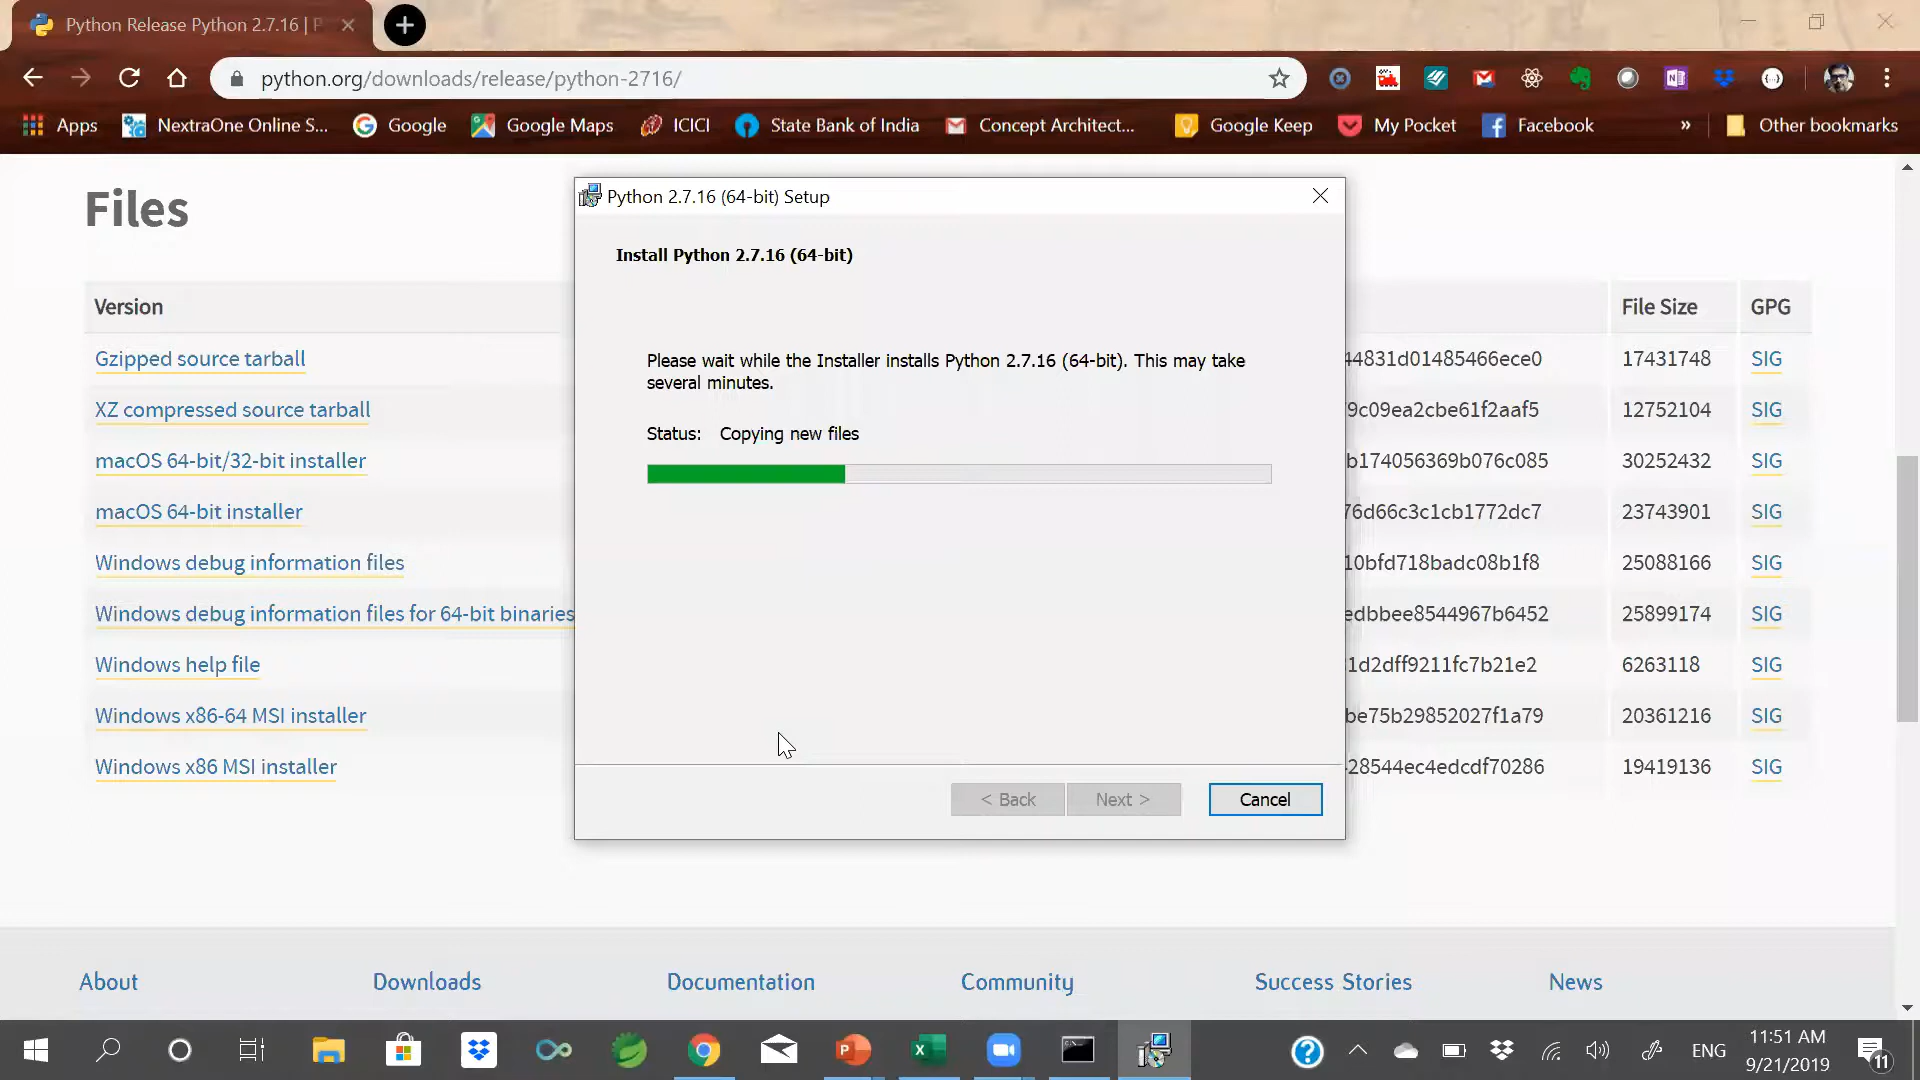 Python Release Python 2.7.16 | P
python.org/downloads/release/python-2716/
Apps
NextraOne Online S...
Google
Google Maps
ICICI
State Bank of India
Concept Architect...
Google Keep
My Pocket
Facebook
»
Other bookmarks
Files
Python 2.7.16 (64-bit) Setup
Install Python 2.7.16 (64-bit)
Please wait while the Installer installs Python 2.7.16 (64-bit). This may take
several minutes.
Status: Copying new files
< Back
Next >
Cancel
Version File Size GPG
Gzipped source tarball 44831d01485466ece0 17431748 SIG
XZ compressed source tarball 9c09ea2cbe61f2aaf5 12752104 SIG
macOS 64-bit/32-bit installer b174056369b076c085 30252432 SIG
macOS 64-bit installer 76d66c3c1cb1772dc7 23743901 SIG
Windows debug information files 10bfd718badc08b1f8 25088166 SIG
Windows debug information files for 64-bit binaries edbbee8544967b6452 25899174 SIG
Windows help file 1d2dff9211fc7b21e2 6263118 SIG
Windows x86-64 MSI installer be75b29852027f1a79 20361216 SIG
Windows x86 MSI installer 28544ec4edcdf70286 19419136 SIG
About
Downloads
Documentation
Community
Success Stories
News
ENG
11:51 AM
9/21/2019
11